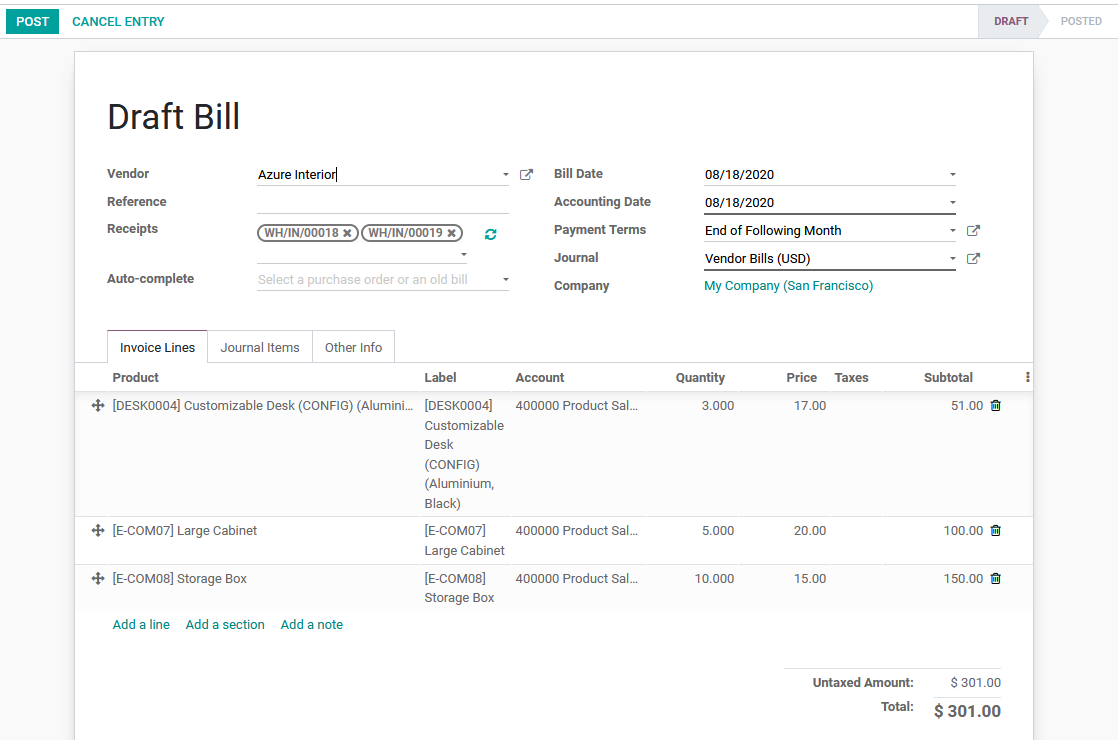 POST CANCEL ENTRY DRAFT POSTED
Draft Bill
Vendor Azure Interior Bill Date 08/18/2020
Reference Accounting Date 08/18/2020
Receipts WH/IN/00018 WH/IN/00019 Payment Terms End of Following Month
Journal Vendor Bills (USD)
Auto-complete Select a purchase order or an old bill Company My Company (San Francisco)
Invoice Lines Journal Items Other Info
Product Label Account Quantity Price Taxes Subtotal
[DESK0004] Customizable Desk (CONFIG) (Alumini... [DESK0004] 400000 Product Sal... 3.000 17.00 51.00
Customizable
Desk
(CONFIG)
(Aluminium,
Black)
[E-COM07] Large Cabinet [E-COM07] 400000 Product Sal... 5.000 20.00 100.00
Large Cabinet
[E-COM08] Storage Box [E-COM08] 400000 Product Sal... 10.000 15.00 150.00
Storage Box
Add a line Add a section Add a note
Untaxed Amount: $ 301.00
Total: $ 301.00